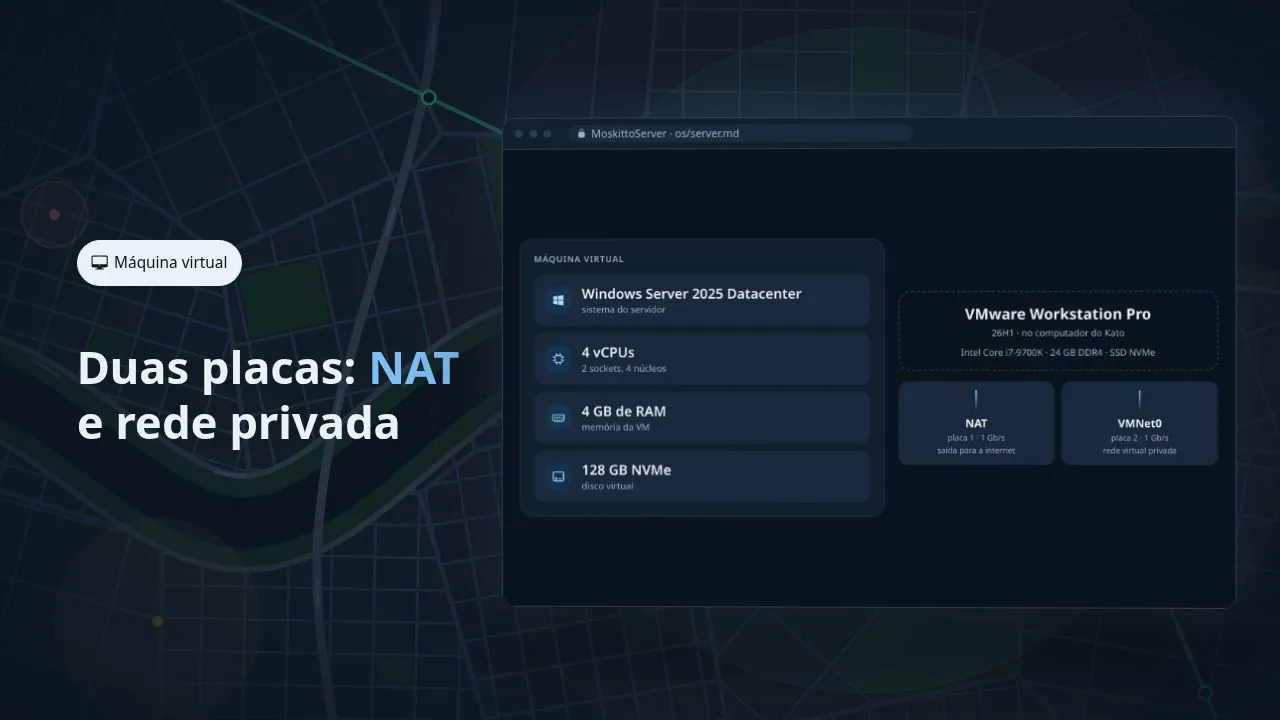 Máquina virtual
Duas placas: NAT
e rede privada
MoskittoServer · os/server.md
MÁQUINA VIRTUAL
Windows Server 2025 Datacenter
sistema do servidor
4 vCPUs
2 sockets, 4 núcleos
4 GB de RAM
memória da VM
128 GB NVMe
disco virtual
VMware Workstation Pro
26H1 · no computador do Kato
Intel Core i7-9700K · 24 GB DDR4 · SSD NVMe
NAT
placa 1 · 1 Gb/s
saída para a internet
VMNet0
placa 2 · 1 Gb/s
rede virtual privada